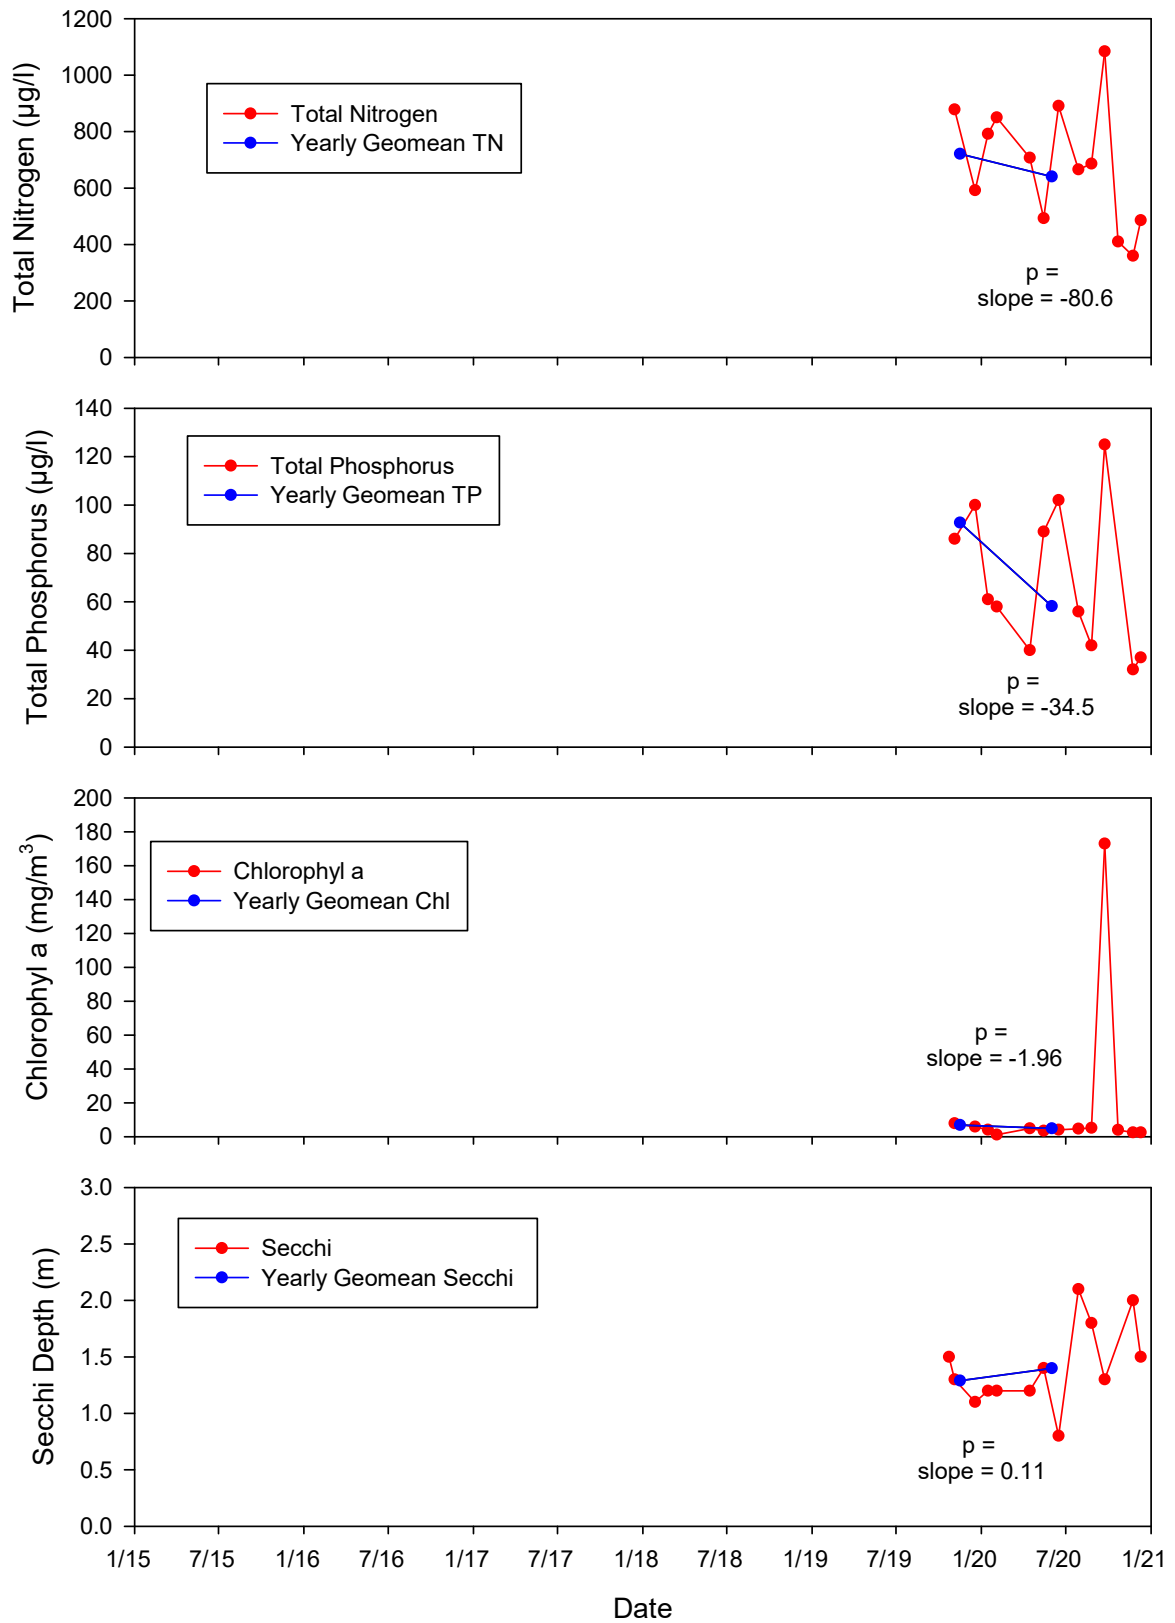 Total Nitrogen (µg/l)
1200
1000
800
600
400
200
0
Total Nitrogen
Yearly Geomean TN
p =
slope = -80.6
Total Phosphorus (µg/l)
140
120
100
80
60
40
20
0
Total Phosphorus
Yearly Geomean TP
p =
slope = -34.5
Chlorophyl a (mg/m³)
200
180
160
140
120
100
80
60
40
20
0
Chlorophyl a
Yearly Geomean Chl
p =
slope = -1.96
Secchi Depth (m)
3.0
2.5
2.0
1.5
1.0
0.5
0.0
Secchi
Yearly Geomean Secchi
p =
slope = 0.11
1/15 7/15 1/16 7/16 1/17 7/17 1/18 7/18 1/19 7/19 1/20 7/20 1/21
Date